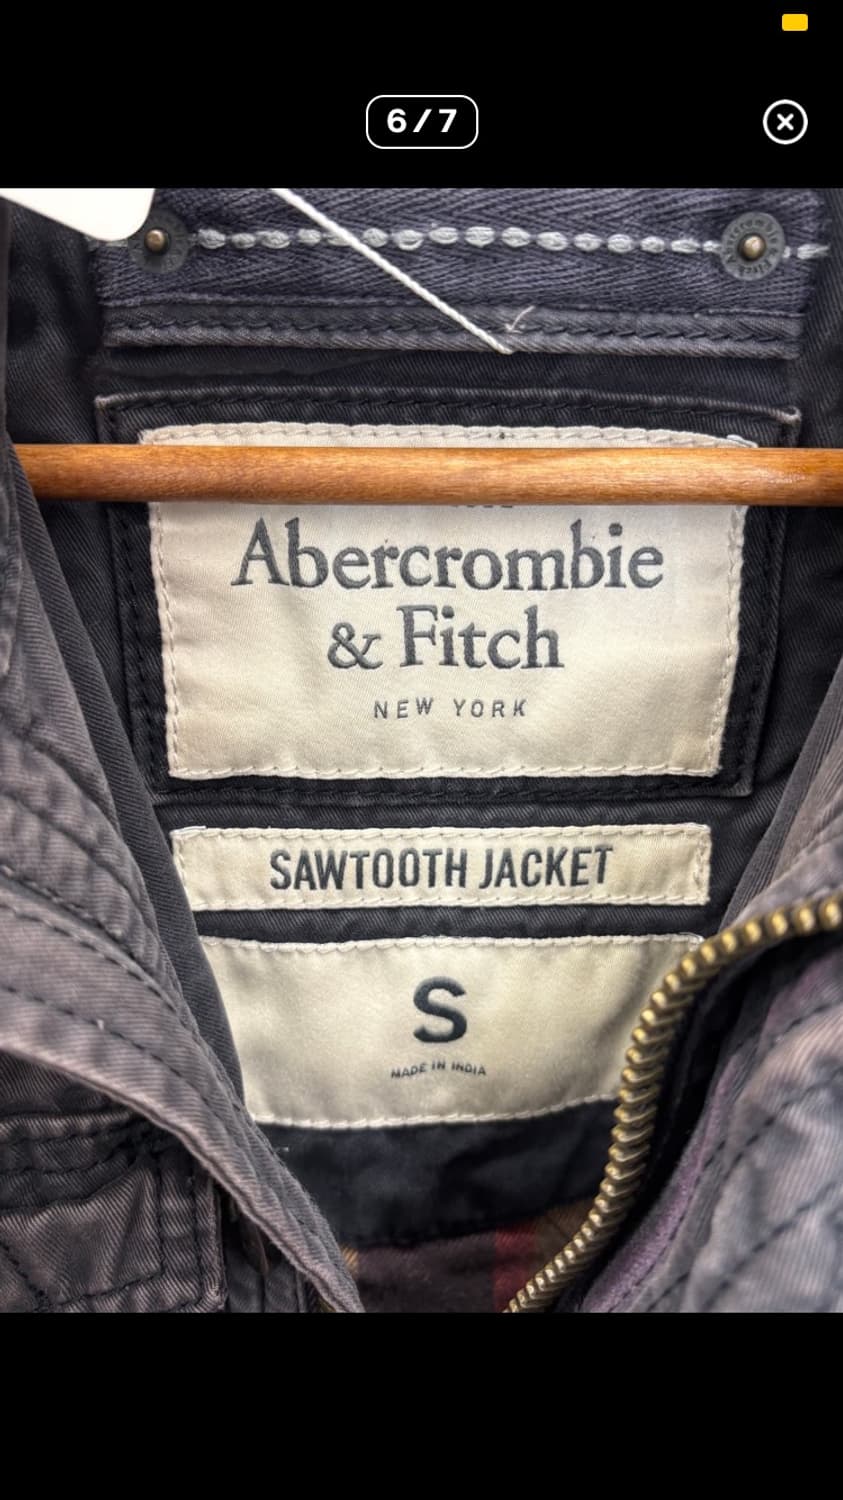 6/7
Abercrombie
& Fitch
NEW YORK
SAWTOOTH JACKET
S
MADE IN INDIA